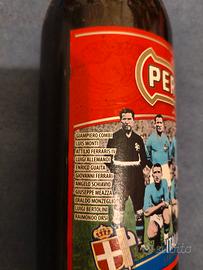 PER
GIAMPIERO COMBI
LUIS MONTI
ATTILIO FERRARIS IV
LUIGI ALLEMANDI
ENRICO GUAITA
GIOVANNI FERRARI
ANGELO SCHIAVIO
GIUSEPPE MEAZZA
ERALDO MONZEGLIO
LUIGI BERTOLINI
RAIMONDO ORSI
subito